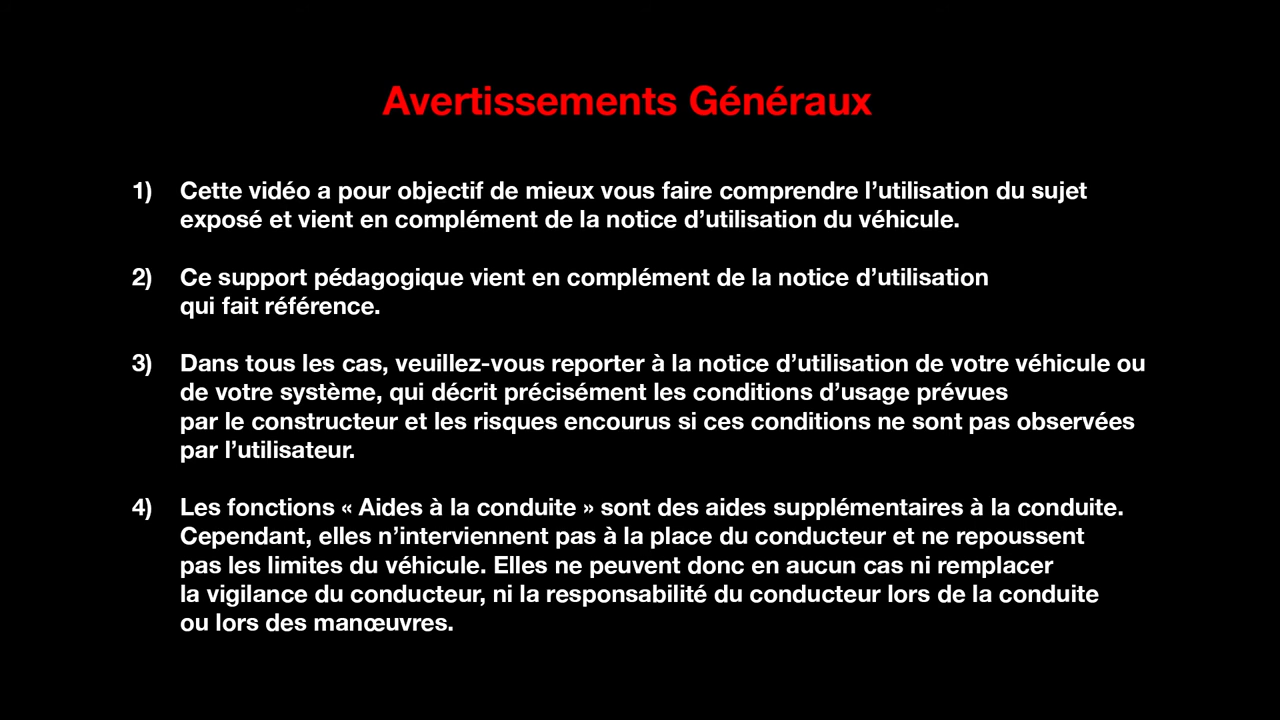 Avertissements Généraux
1) Cette vidéo a pour objectif de mieux vous faire comprendre l’utilisation du sujet
exposé et vient en complément de la notice d’utilisation du véhicule.
2) Ce support pédagogique vient en complément de la notice d’utilisation
qui fait référence.
3) Dans tous les cas, veuillez-vous reporter à la notice d’utilisation de votre véhicule ou
de votre système, qui décrit précisément les conditions d’usage prévues
par le constructeur et les risques encourus si ces conditions ne sont pas observées
par l’utilisateur.
4) Les fonctions « Aides à la conduite » sont des aides supplémentaires à la conduite.
Cependant, elles n’interviennent pas à la place du conducteur et ne repoussent
pas les limites du véhicule. Elles ne peuvent donc en aucun cas ni remplacer
la vigilance du conducteur, ni la responsabilité du conducteur lors de la conduite
ou lors des manœuvres.